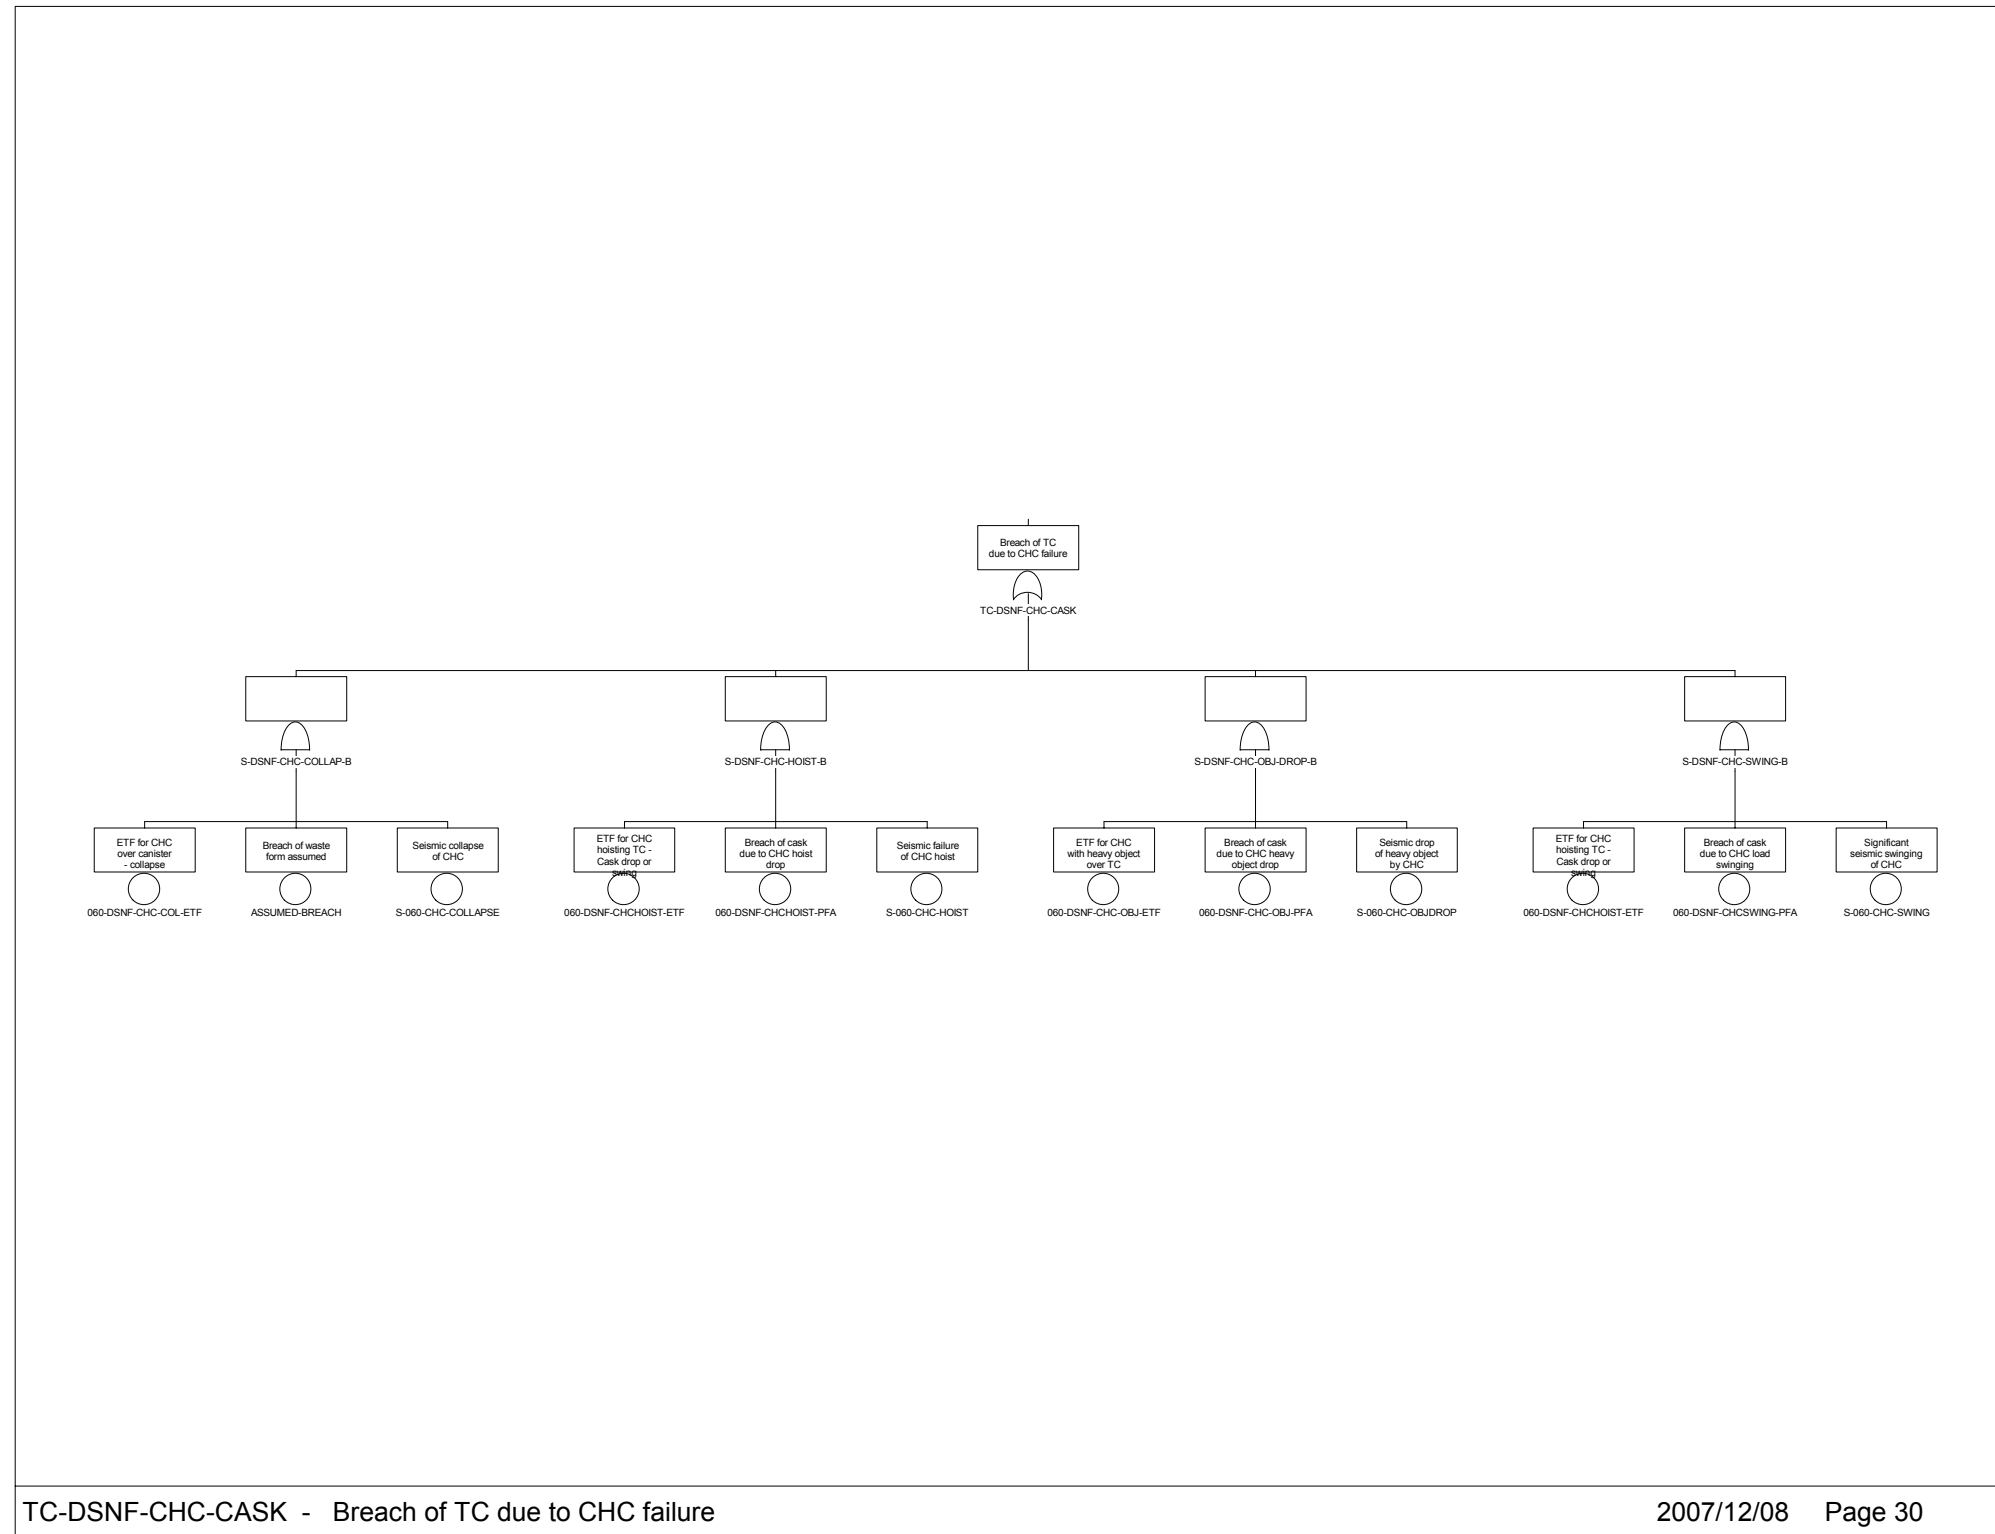 Breach of TC
due to CHC failure
TC-DSNF-CHC-CASK
S-DSNF-CHC-COLLAP-B
S-DSNF-CHC-HOIST-B
S-DSNF-CHC-OBJ-DROP-B
S-DSNF-CHC-SWING-B
ETF for CHC
over canister
- collapse
060-DSNF-CHC-COL-ETF
Breach of waste
form assumed
ASSUMED-BREACH
Seismic collapse
of CHC
S-060-CHC-COLLAPSE
ETF for CHC
hoisting TC -
Cask drop or
swing
060-DSNF-CHCHOIST-ETF
Breach of cask
due to CHC hoist
drop
060-DSNF-CHCHOIST-PFA
Seismic failure
of CHC hoist
S-060-CHC-HOIST
ETF for CHC
with heavy object
over TC
060-DSNF-CHC-OBJ-ETF
Breach of cask
due to CHC heavy
object drop
060-DSNF-CHC-OBJ-PFA
Seismic drop
of heavy object
by CHC
S-060-CHC-OBJDROP
ETF for CHC
hoisting TC -
Cask drop or
swing
060-DSNF-CHCHOIST-ETF
Breach of cask
due to CHC load
swinging
060-DSNF-CHCSWING-PFA
Significant
seismic swinging
of CHC
S-060-CHC-SWING
TC-DSNF-CHC-CASK - Breach of TC due to CHC failure
2007/12/08 Page 30